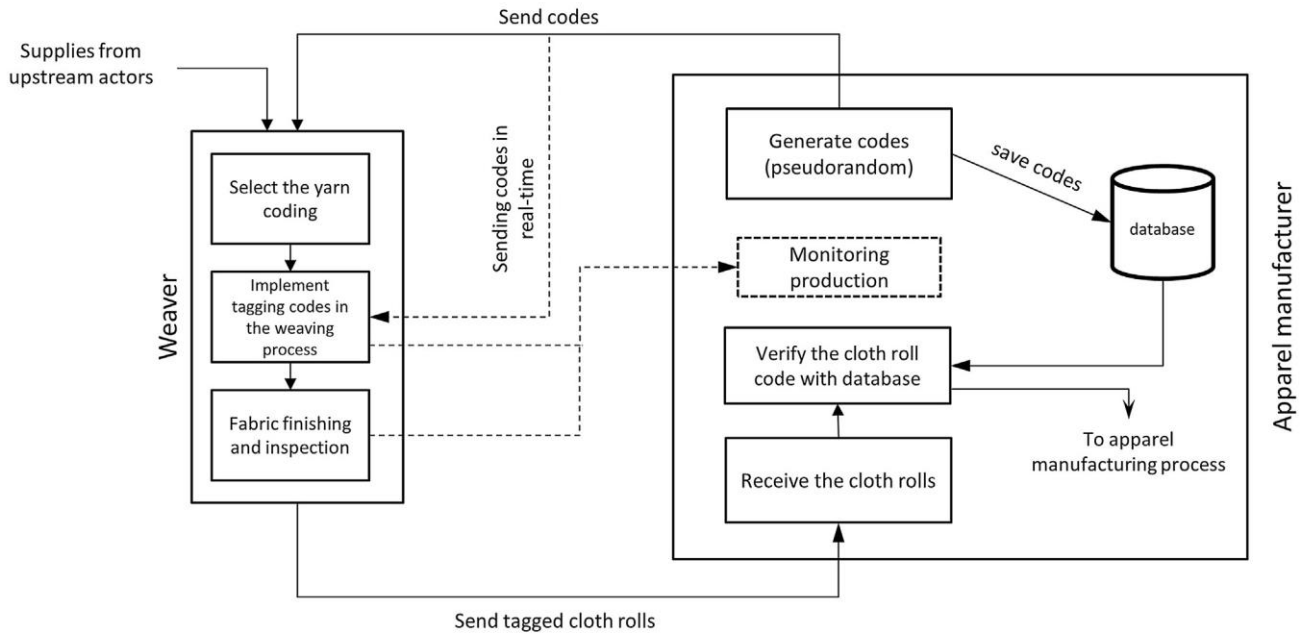 Send codes
Supplies from
upstream actors
Generate codes
(pseudorandom)
save codes
database
Select the yarn
coding
Sending codes in
real-time
Monitoring
production
Weaver
Implement
tagging codes in
the weaving
process
Apparel manufacturer
Verify the cloth roll
code with database
Fabric finishing
and inspection
To apparel
manufacturing process
Receive the cloth rolls
Send tagged cloth rolls